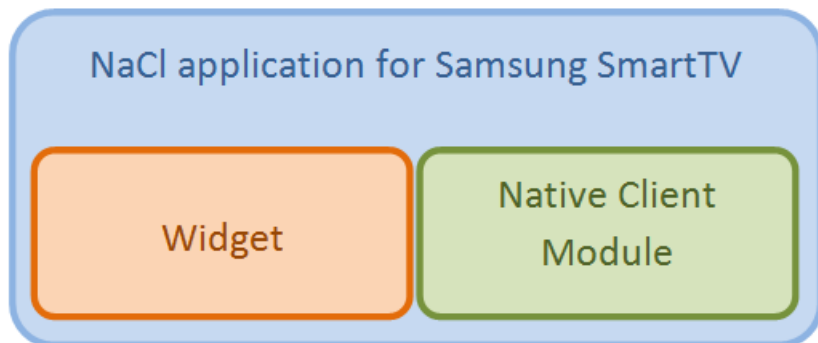 NaCl application for Samsung SmartTV
Widget
Native Client
Module